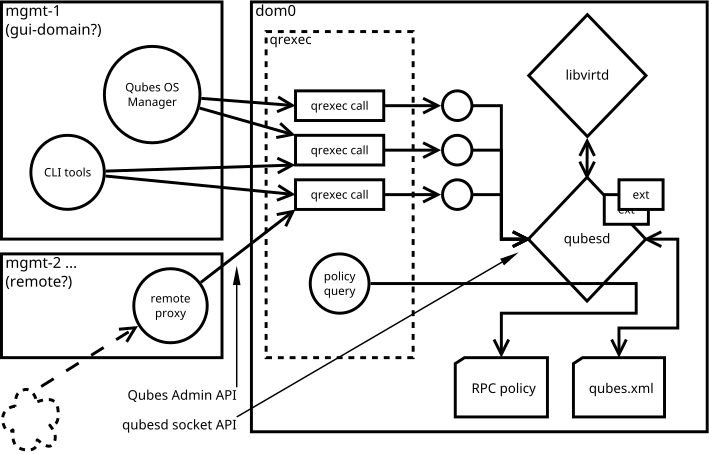 mgmt-1
(gui-domain?)
dom0
qrexec
Qubes OS
Manager
qrexec call
libvirtd
CLI tools
qrexec call
qrexec call
ext
ext
qubesd
mgmt-2 ...
(remote?)
remote
proxy
policy
query
RPC policy
qubes.xml
Qubes Admin API
qubesd socket API